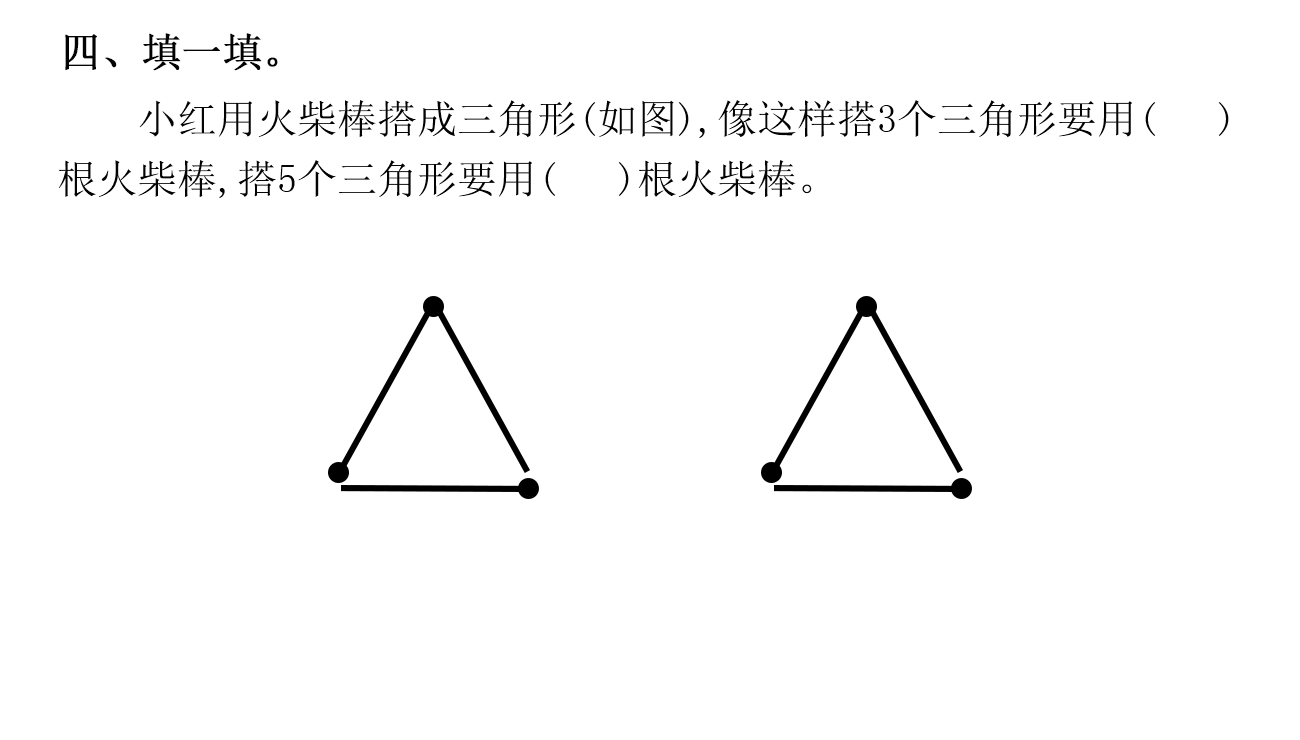 四、填一填。
小红用火柴棒搭成三角形(如图),像这样搭3个三角形要用( )
根火柴棒,搭5个三角形要用( )根火柴棒。